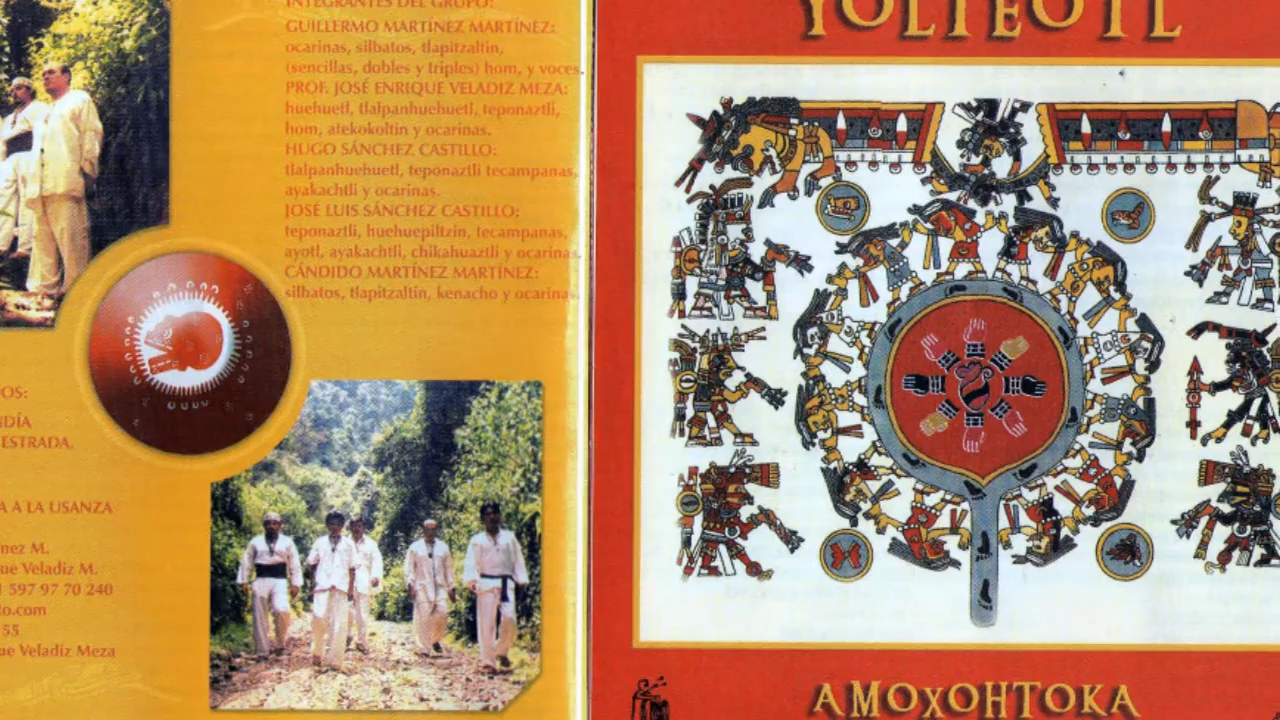 INTEGRANTES DEL GRUPO:
GUILLERMO MARTÍNEZ MARTÍNEZ:
ocarinas, silbatos, tlapitzaltin,
(sencillas, dobles y triples) hom, y voces.
PROF. JOSÉ ENRIQUE VELADIZ MEZA:
huehuetl, tlalpanhuehuetl, teponaztli,
hom, atekokoltin y ocarinas.
HUGO SÁNCHEZ CASTILLO:
tlalpanhuehuetl, teponaztli tecampanas,
ayakachtli y ocarinas.
JOSÉ LUIS SÁNCHEZ CASTILLO:
teponaztli, huehuepiltzin, tecampanas,
ayotl, ayakachtli, chikahuaztli y ocarinas.
CÁNDIDO MARTÍNEZ MARTÍNEZ:
silbatos, tlapitzaltin, kenacho y ocarinas.
OS:
DÍA
ESTRADA,
A A LA USANZA
nez M.
ue Veladiz M.
597 97 70 240
o.com
55
ue Veladiz Meza
YOLTEOTL
AMOXOHTOKA